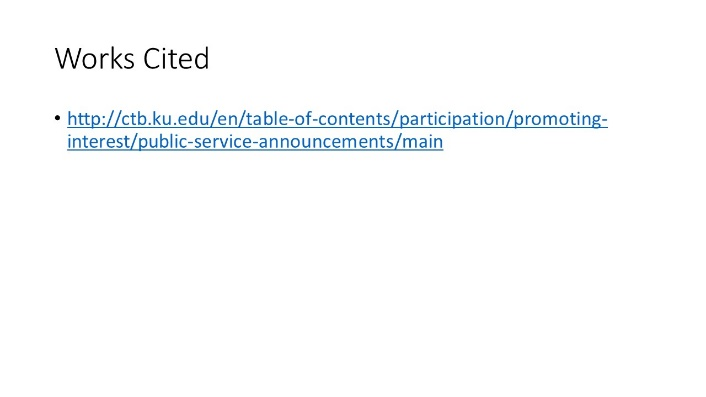 Works Cited
• http://ctb.ku.edu/en/table-of-contents/participation/promoting-
interest/public-service-announcements/main